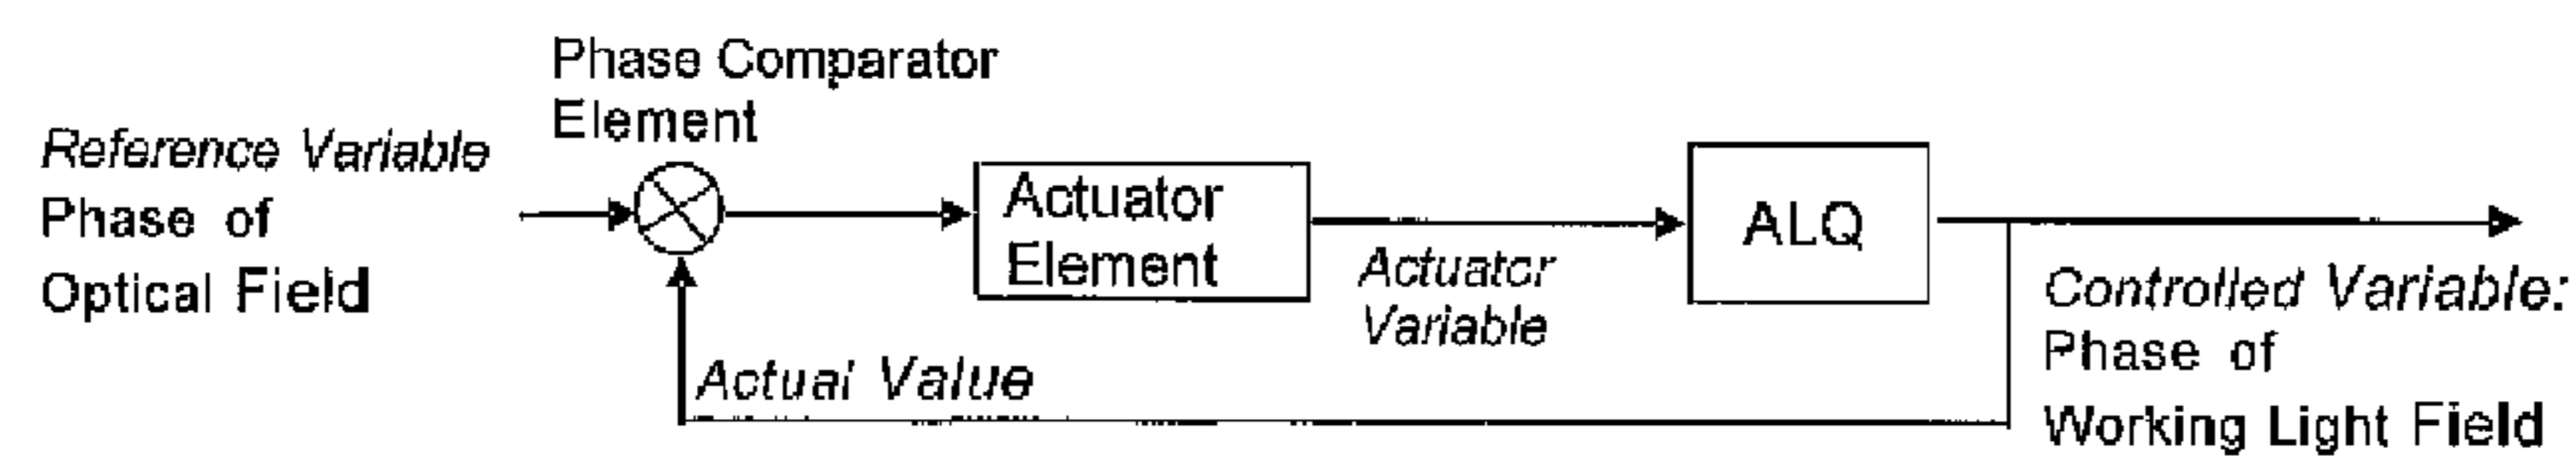 Phase Comparator
Element
Reference Variable
Phase of
Optical Field
Actuator
Element
Actuator
Variable
ALQ
Actual Value
Controlled Variable:
Phase of
Working Light Field